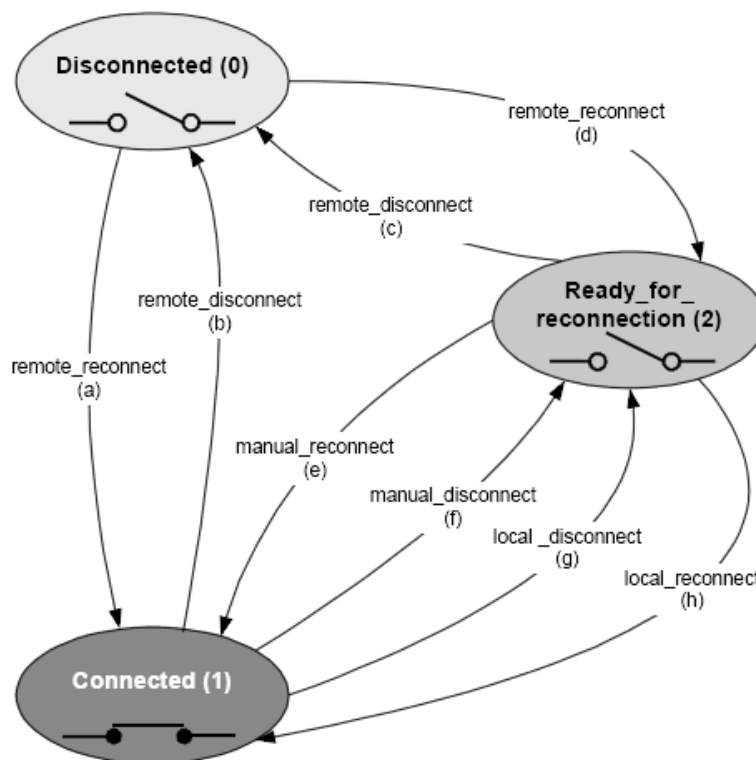 Disconnected (0)
remote_reconnect
(d)
remote_disconnect
(c)
remote_disconnect
(b)
Ready_for_
reconnection (2)
remote_reconnect
(a)
manual_reconnect
(e)
manual_disconnect
(f)
local _disconnect
(g)
local_reconnect
(h)
Connected (1)